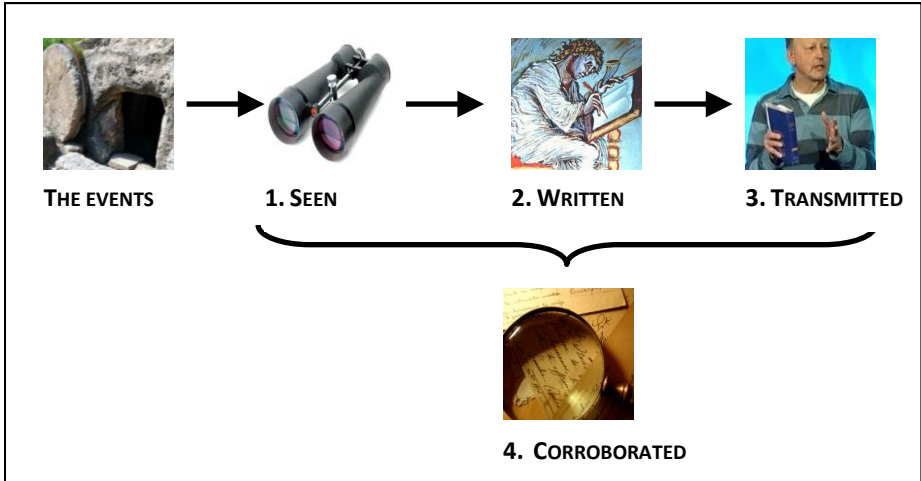 THE EVENTS
1. SEEN
2. WRITTEN
3. TRANSMITTED
4. CORROBORATED